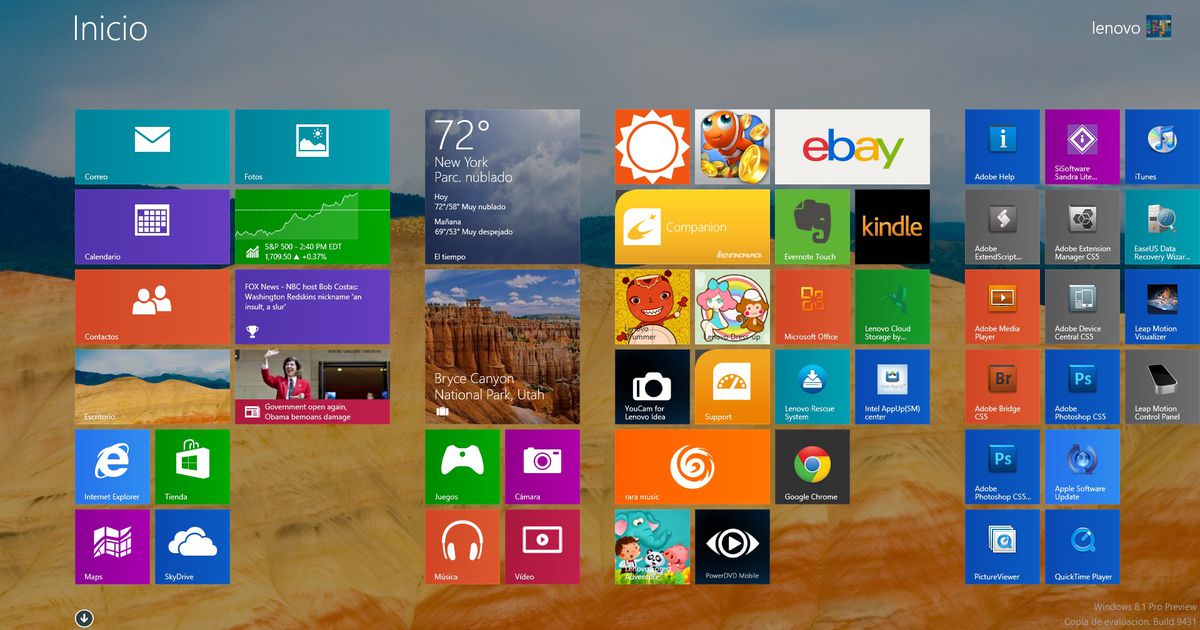 Inicio
lenovo
Correo
Fotos
Calendario
S&P 500 - 2:40 PM EDT
1,709.50 ▲ +0.37%
Contactos
FOX News - NBC host Bob Costas:
Washington Redskins nickname 'an
insult, a slur'
Escritorio
Government open again,
Obama bemoans damage
Internet Explorer
Tienda
Maps
SkyDrive
72°
New York
Parc. nublado
Hoy
72°/58° Muy nublado
Mañana
69°/53° Muy despejado
El tiempo
Bryce Canyon
National Park, Utah
Juegos
Cámara
Música
Vídeo
ebay
Companion
lenovo
Evernote Touch
kindle
Lenovo
Drummer
Lenovo Dress-up
Microsoft Office
Lenovo Cloud
Storage by...
YouCam for
Lenovo Idea
Support
Lenovo Rescue
System
Intel AppUp
Intel AppUp(SM)
center
rara music
Google Chrome
Lenovo
Adventure
PowerDVD Mobile
Adobe Help
SiSoftware
Sandra Lite...
iTunes
Adobe
ExtendScript...
Adobe Extension
Manager CS5
EaseUS Data
Recovery Wizar...
Adobe Media
Player
Adobe Device
Central CS5
Leap Motion
Visualizer
Br
Adobe Bridge
CS5
Ps
Adobe
Photoshop CS5
Leap Motion
Control Panel
Ps
Adobe
Photoshop CS5...
Apple Software
Update
PictureViewer
QuickTime Player
Windows 8.1 Pro Preview
Copia de evaluación. Build 9431